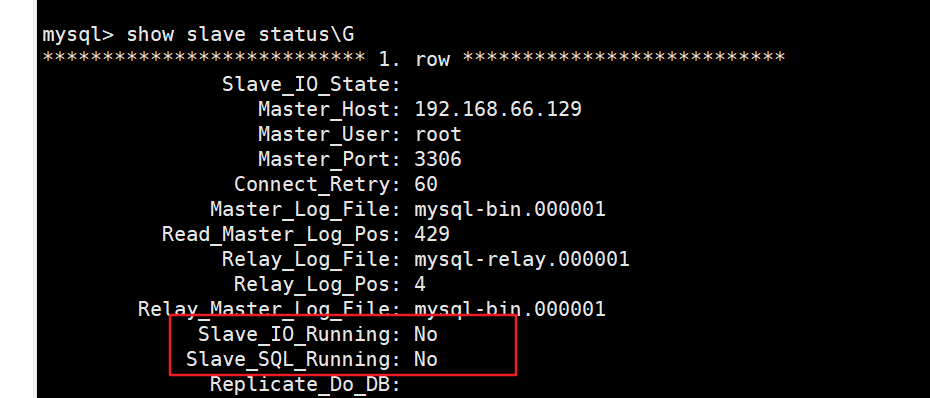 mysql> show slave status\G
*************************** 1. row ***************************
Slave_IO_State:
Master_Host: 192.168.66.129
Master_User: root
Master_Port: 3306
Connect_Retry: 60
Master_Log_File: mysql-bin.000001
Read_Master_Log_Pos: 429
Relay_Log_File: mysql-relay.000001
Relay_Log_Pos: 4
Relay_Master_Log_File: mysql-bin.000001
Slave_IO_Running: No
Slave_SQL_Running: No
Replicate_Do_DB: